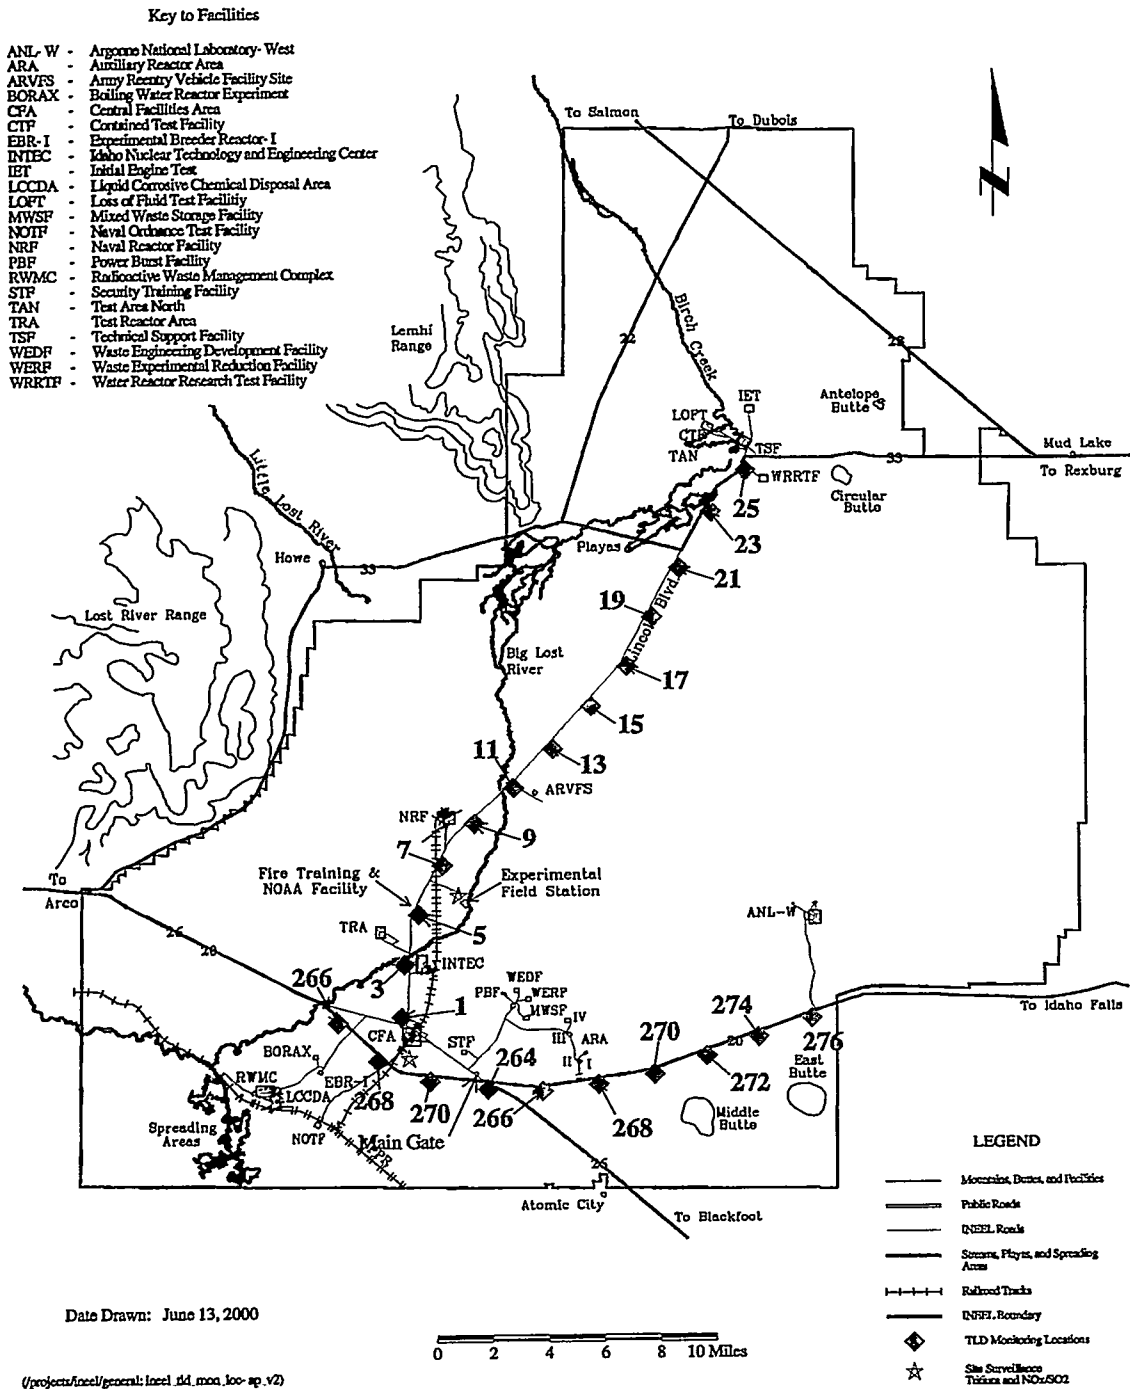 Key to Facilities
ANL-W - Argonne National Laboratory-West
ARA - Auxiliary Reactor Area
ARVFS - Army Reentry Vehicle Facility Site
BORAX - Boiling Water Reactor Experiment
CFA - Central Facilities Area
CTF - Contained Test Facility
EBR-I - Experimental Breeder Reactor-I
INTEC - Idaho Nuclear Technology and Engineering Center
IET - Initial Engine Test
LCCDA - Liquid Corrosive Chemical Disposal Area
LOFT - Loss of Fluid Test Facility
MWSF - Mixed Waste Storage Facility
NOTF - Naval Ordnance Test Facility
NRF - Naval Reactor Facility
PBF - Power Burst Facility
RWMC - Radioactive Waste Management Complex
STF - Security Training Facility
TAN - Test Area North
TRA - Test Reactor Area
TSF - Technical Support Facility
WEDF - Waste Engineering Development Facility
WERF - Waste Experimental Reduction Facility
WRRTF - Water Reactor Research Test Facility
To Salmon
To Dubois
N
Birch Creek
Lemhi
Range
22
28
Antelope
Butte
IET
LOFT
CTF
TAN
TSF
WRRTF
33
Mud Lake
To Rexburg
Circular
Butte
25
23
Playas
21
Little Lost River
Howe
33
19
Lincoln Blvd.
17
Lost River Range
Big Lost
River
15
13
11
ARVFS
NRF
9
7
Fire Training &
NOAA Facility
Experimental
Field Station
To
Arco
5
TRA
ANL-W
26
20
INTEC
3
266
WEDF
PBF
WERF
MWSF
IV
To Idaho Falls
1
CFA
STF
III
ARA
II
I
274
276
20
270
272
East
Butte
BORAX
264
RWMC
EBR-I
LCCDA
268
270
266
268
Middle
Butte
Spreading
Areas
NOTF
Main Gate
UPRR
26
Atomic City
To Blackfoot
LEGEND
Mountains, Buttes, and Facilities
Public Roads
INEEL Roads
Streams, Playas, and Spreading
Areas
Railroad Tracks
INEEL Boundary
TLD Monitoring Locations
Site Surveillance
Tritium and NOx/SO2
Date Drawn: June 13, 2000
0 2 4 6 8 10 Miles
(/projects/ineel/general: ineel_tld_mon_loc-ap_v2)